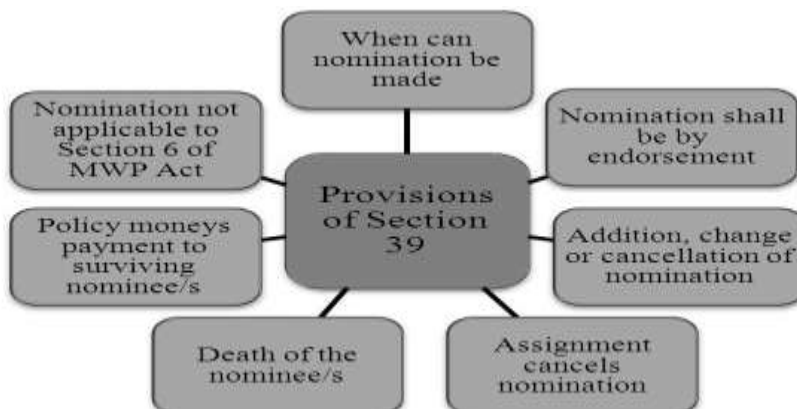 When can
nomination be
made
Nomination not
applicable to
Section 6 of
MWP Act
Nomination shall
be by
endorsement
Provisions
of Section
39
Policy moneys
payment to
surviving
nominee/s
Addition, change
or cancellation of
nomination
Death of the
nominee/s
Assignment
cancels
nomination